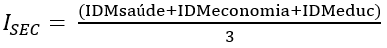 I_SEC = (IDMsaúde+IDMeconomia+IDMeduc) / 3